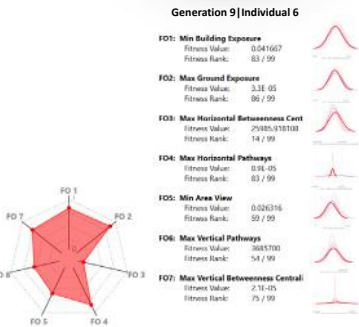 Generation 9|Individual 6
FO1: Min Building Exposure
Fitness Value: 0.041667
Fitness Rank: 83 / 99
FO2: Max Ground Exposure
Fitness Value: 3.3E-05
Fitness Rank: 86 / 99
FO3: Max Horizontal Betweenness Cent
Fitness Value: 25985.918108
Fitness Rank: 14 / 99
FO4: Max Horizontal Pathways
Fitness Value: 8.9E-05
Fitness Rank: 83 / 99
FO5: Min Area View
Fitness Value: 0.026316
Fitness Rank: 59 / 99
FO6: Max Vertical Pathways
Fitness Value: 3685700
Fitness Rank: 54 / 99
FO7: Max Vertical Betweenness Centrali
Fitness Value: 2.1E-05
Fitness Rank: 75 / 99
FO 1
FO 2
FO 3
FO 4
FO 5
FO 7